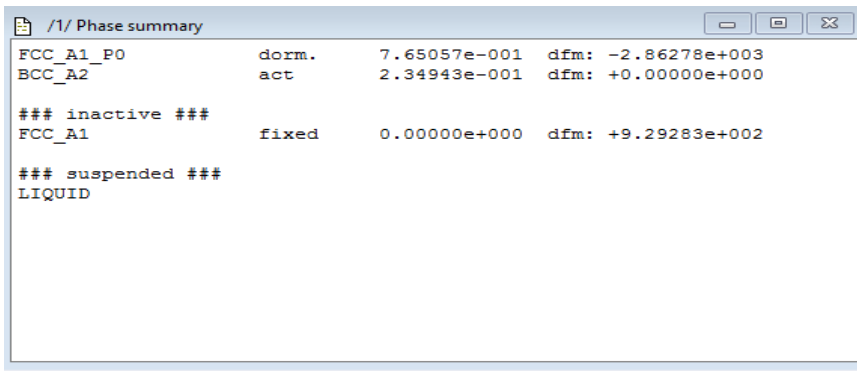 /1/ Phase summary
FCC_A1_P0 dorm. 7.65057e-001 dfm: -2.86278e+003
BCC_A2 act 2.34943e-001 dfm: +0.00000e+000
### inactive ###
FCC_A1 fixed 0.00000e+000 dfm: +9.29283e+002
### suspended ###
LIQUID